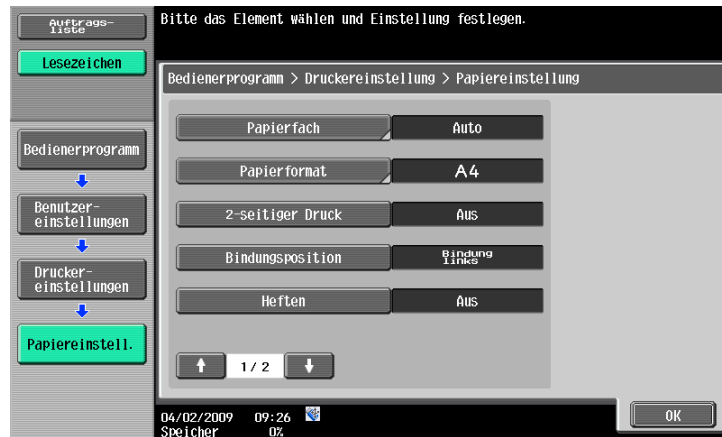 Auftrags-
liste
Lesezeichen
Bedienerprogramm
Benutzer-
einstellungen
Drucker-
einstellungen
Papiereinstell.
Bitte das Element wählen und Einstellung festlegen.
Bedienerprogramm > Druckereinstellung > Papiereinstellung
Papierfach Auto
Papierformat A4
2-seitiger Druck Aus
Bindungsposition Bindung
links
Heften Aus
1/ 2
04/02/2009 09:26
Speicher 0%
OK